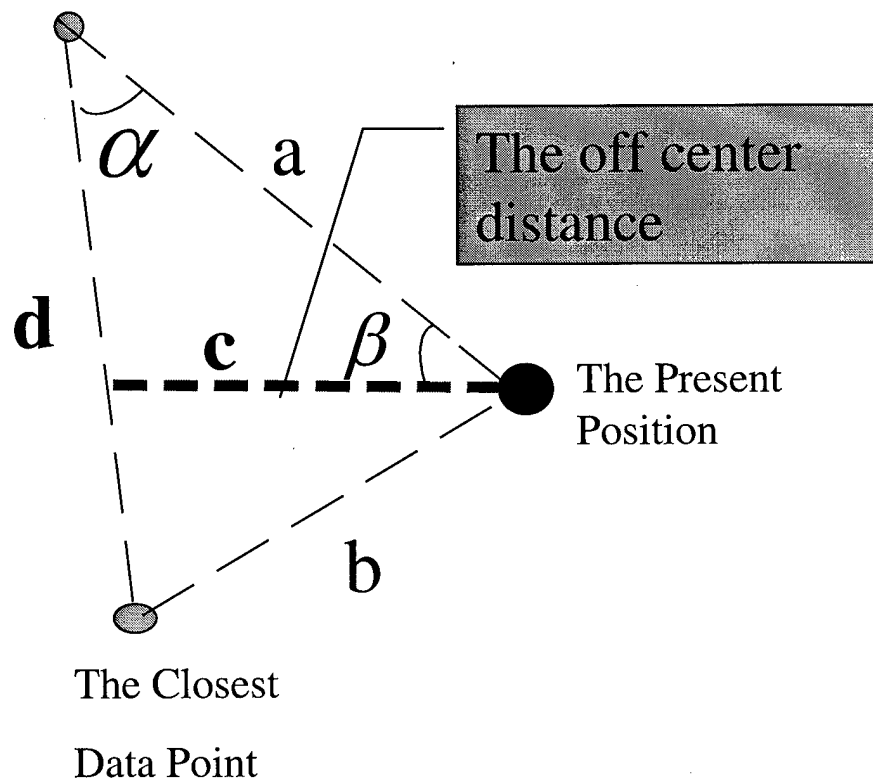 α
a
The off center
distance
d
c
β
The Present
Position
b
The Closest
Data Point